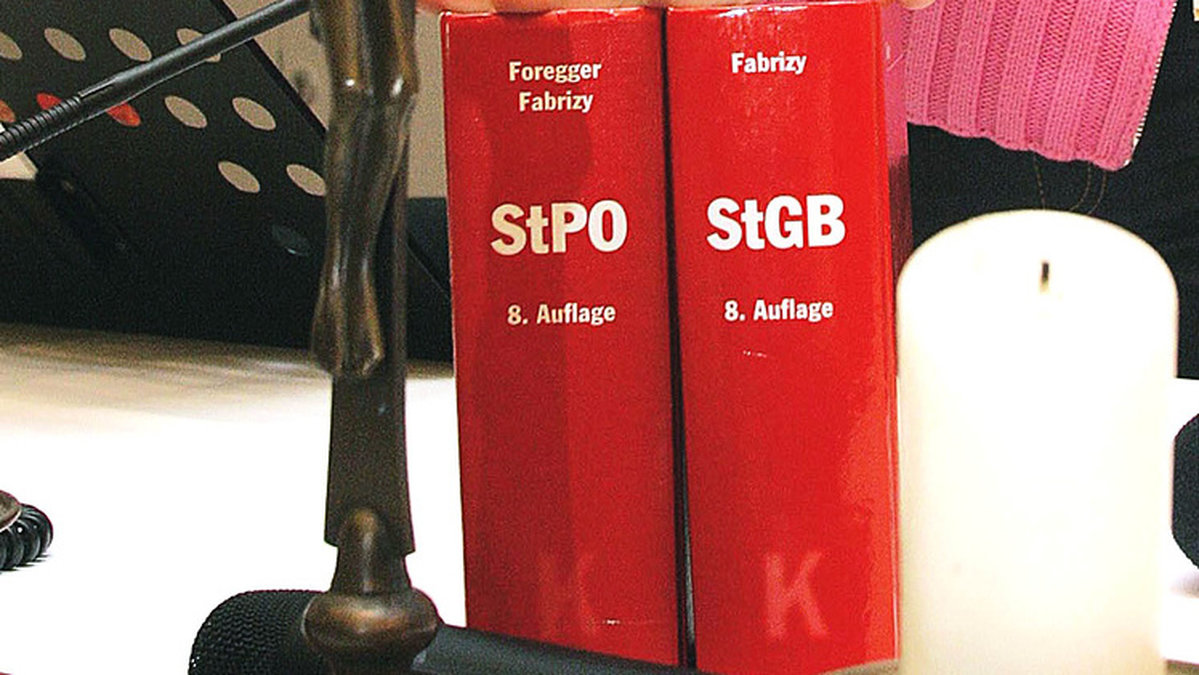 Foregger
Fabrizy
StPO
8. Auflage
K
Fabrizy
StGB
8. Auflage
K